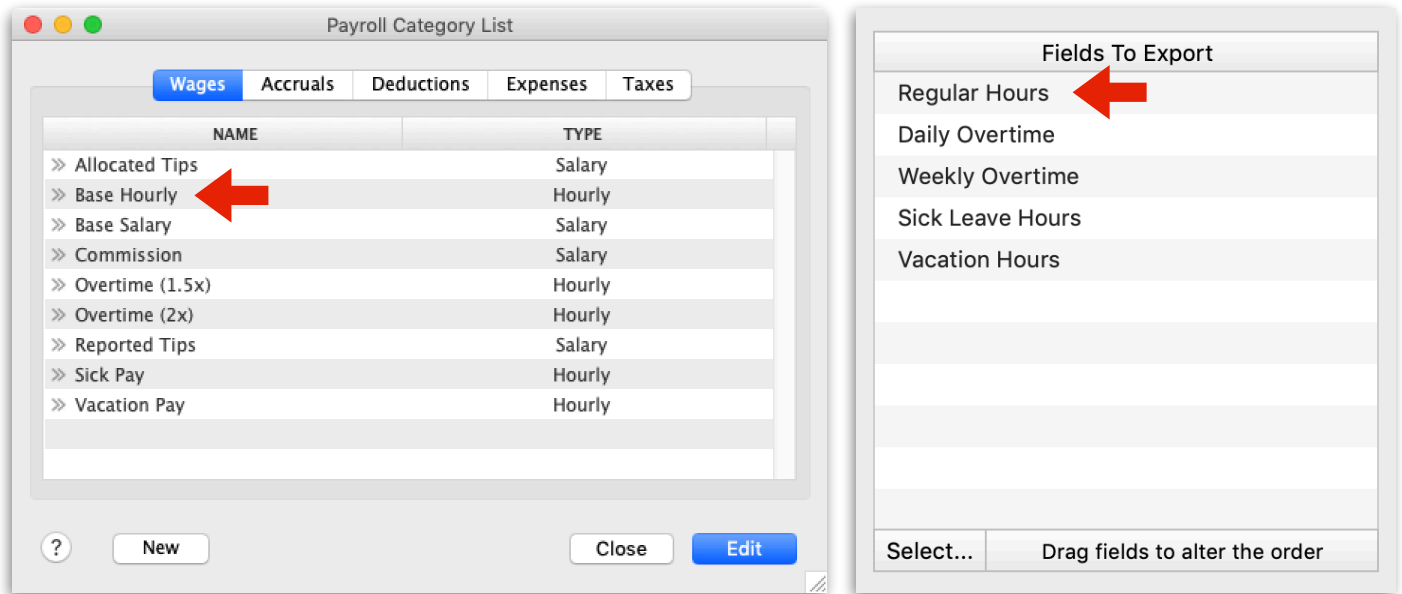 Payroll Category List
Wages Accruals Deductions Expenses Taxes
NAME TYPE
Allocated Tips Salary
Base Hourly Hourly
Base Salary Salary
Commission Salary
Overtime (1.5x) Hourly
Overtime (2x) Hourly
Reported Tips Salary
Sick Pay Hourly
Vacation Pay Hourly
? New Close Edit
Fields To Export
Regular Hours
Daily Overtime
Weekly Overtime
Sick Leave Hours
Vacation Hours
Select... Drag fields to alter the order